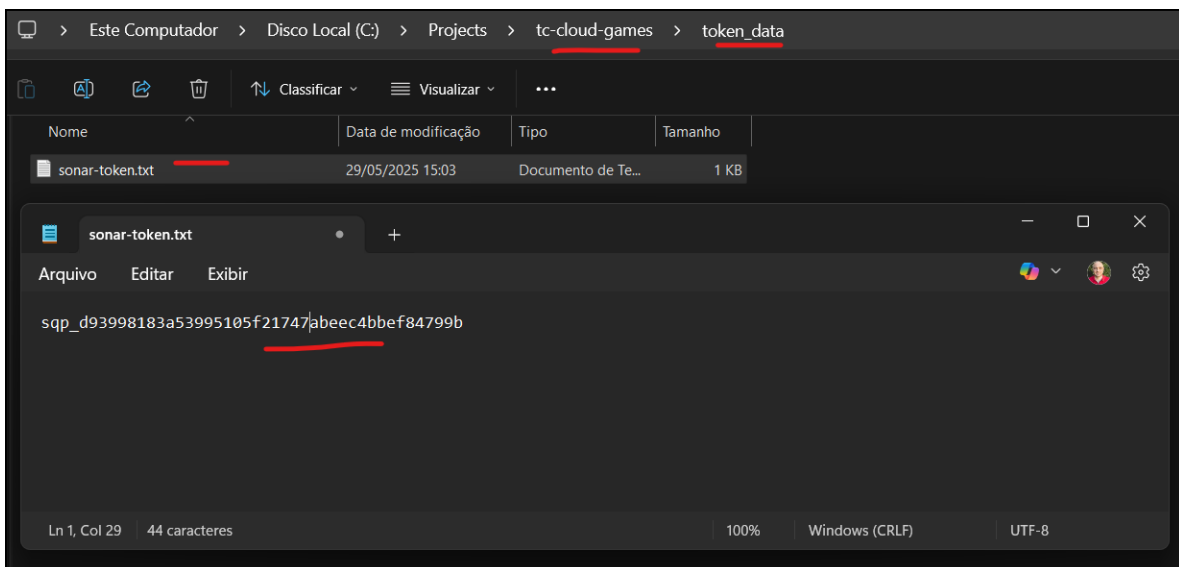 > Este Computador > Disco Local (C:) > Projects > tc-cloud-games > token_data
Classificar Visualizar ...
Nome Data de modificação Tipo Tamanho
sonar-token.txt 29/05/2025 15:03 Documento de Te... 1 KB
sonar-token.txt
Arquivo Editar Exibir
sqp_d93998183a53995105f21747abeec4bbef84799b
Ln 1, Col 29 44 caracteres 100% Windows (CRLF) UTF-8